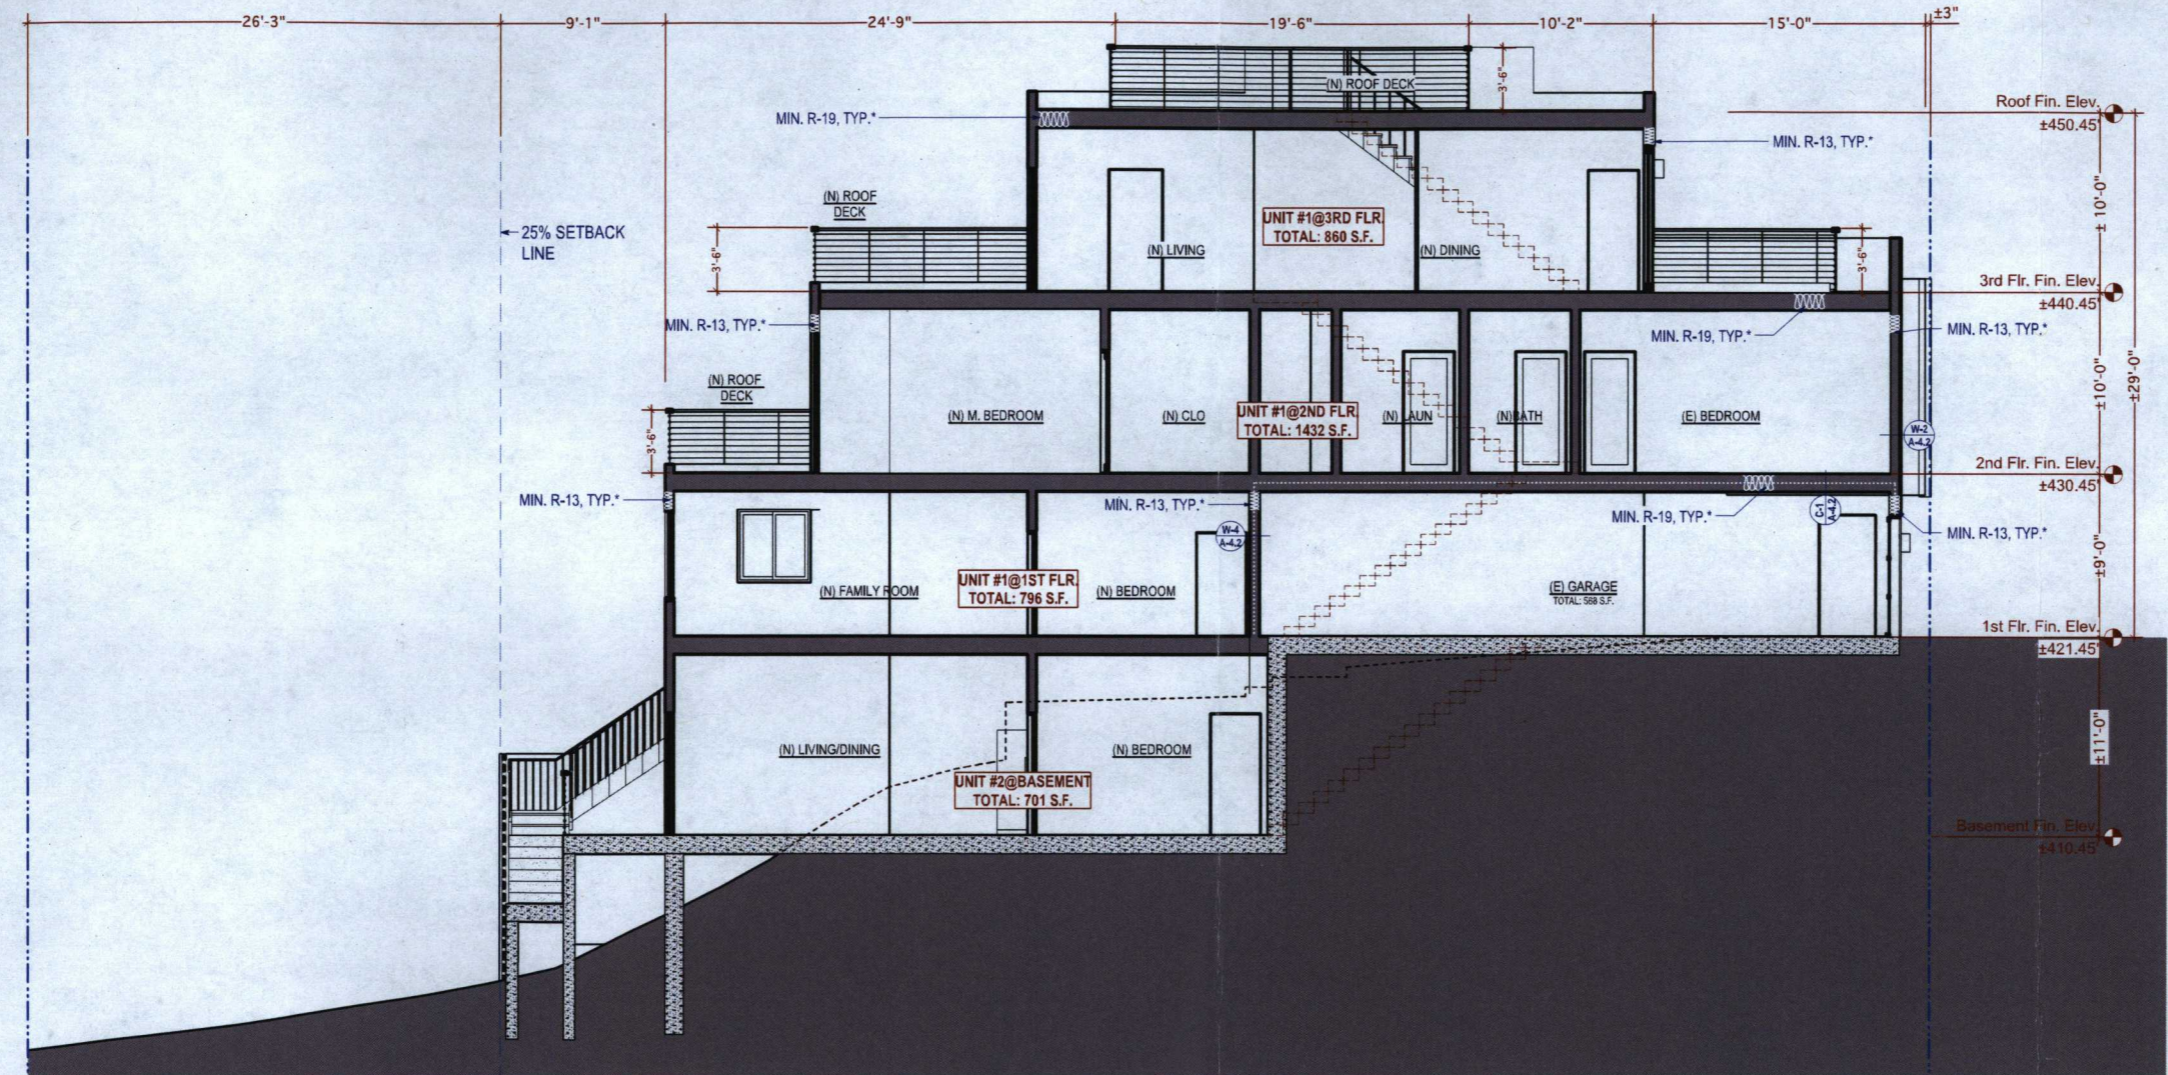 26'-3"
9'-1"
24'-9"
19'-6"
10'-2"
15'-0"
±3"
(N) ROOF DECK
3'-6"
MIN. R-19, TYP.*
Roof Fin. Elev.
±450.45'
MIN. R-13, TYP.*
(N) ROOF
DECK
25% SETBACK
LINE
UNIT #1@3RD FLR.
TOTAL: 860 S.F.
(N) LIVING
(N) DINING
3'-6"
3'-6"
± 10'-0"
3rd Flr. Fin. Elev.
±440.45'
MIN. R-13, TYP.*
MIN. R-19, TYP.*
MIN. R-13, TYP.*
(N) ROOF
DECK
±10'-0"
±29'-0"
(N) M. BEDROOM
(N) CLO
UNIT #1@2ND FLR.
TOTAL: 1432 S.F.
(N) LAUN
(N)BATH
(E) BEDROOM
W-2
A-4.2
3'-6"
2nd Flr. Fin. Elev.
±430.45'
MIN. R-13, TYP.*
MIN. R-13, TYP.*
MIN. R-19, TYP.*
C-1
A-4.2
MIN. R-13, TYP.*
W-4
A-4.2
±9'-0"
(N) FAMILY ROOM
UNIT #1@1ST FLR.
TOTAL: 796 S.F.
(N) BEDROOM
(E) GARAGE
TOTAL: 568 S.F.
1st Flr. Fin. Elev.
±421.45'
±11'-0"
(N) LIVING/DINING
(N) BEDROOM
UNIT #2@BASEMENT
TOTAL: 701 S.F.
Basement Fin. Elev.
±410.45'